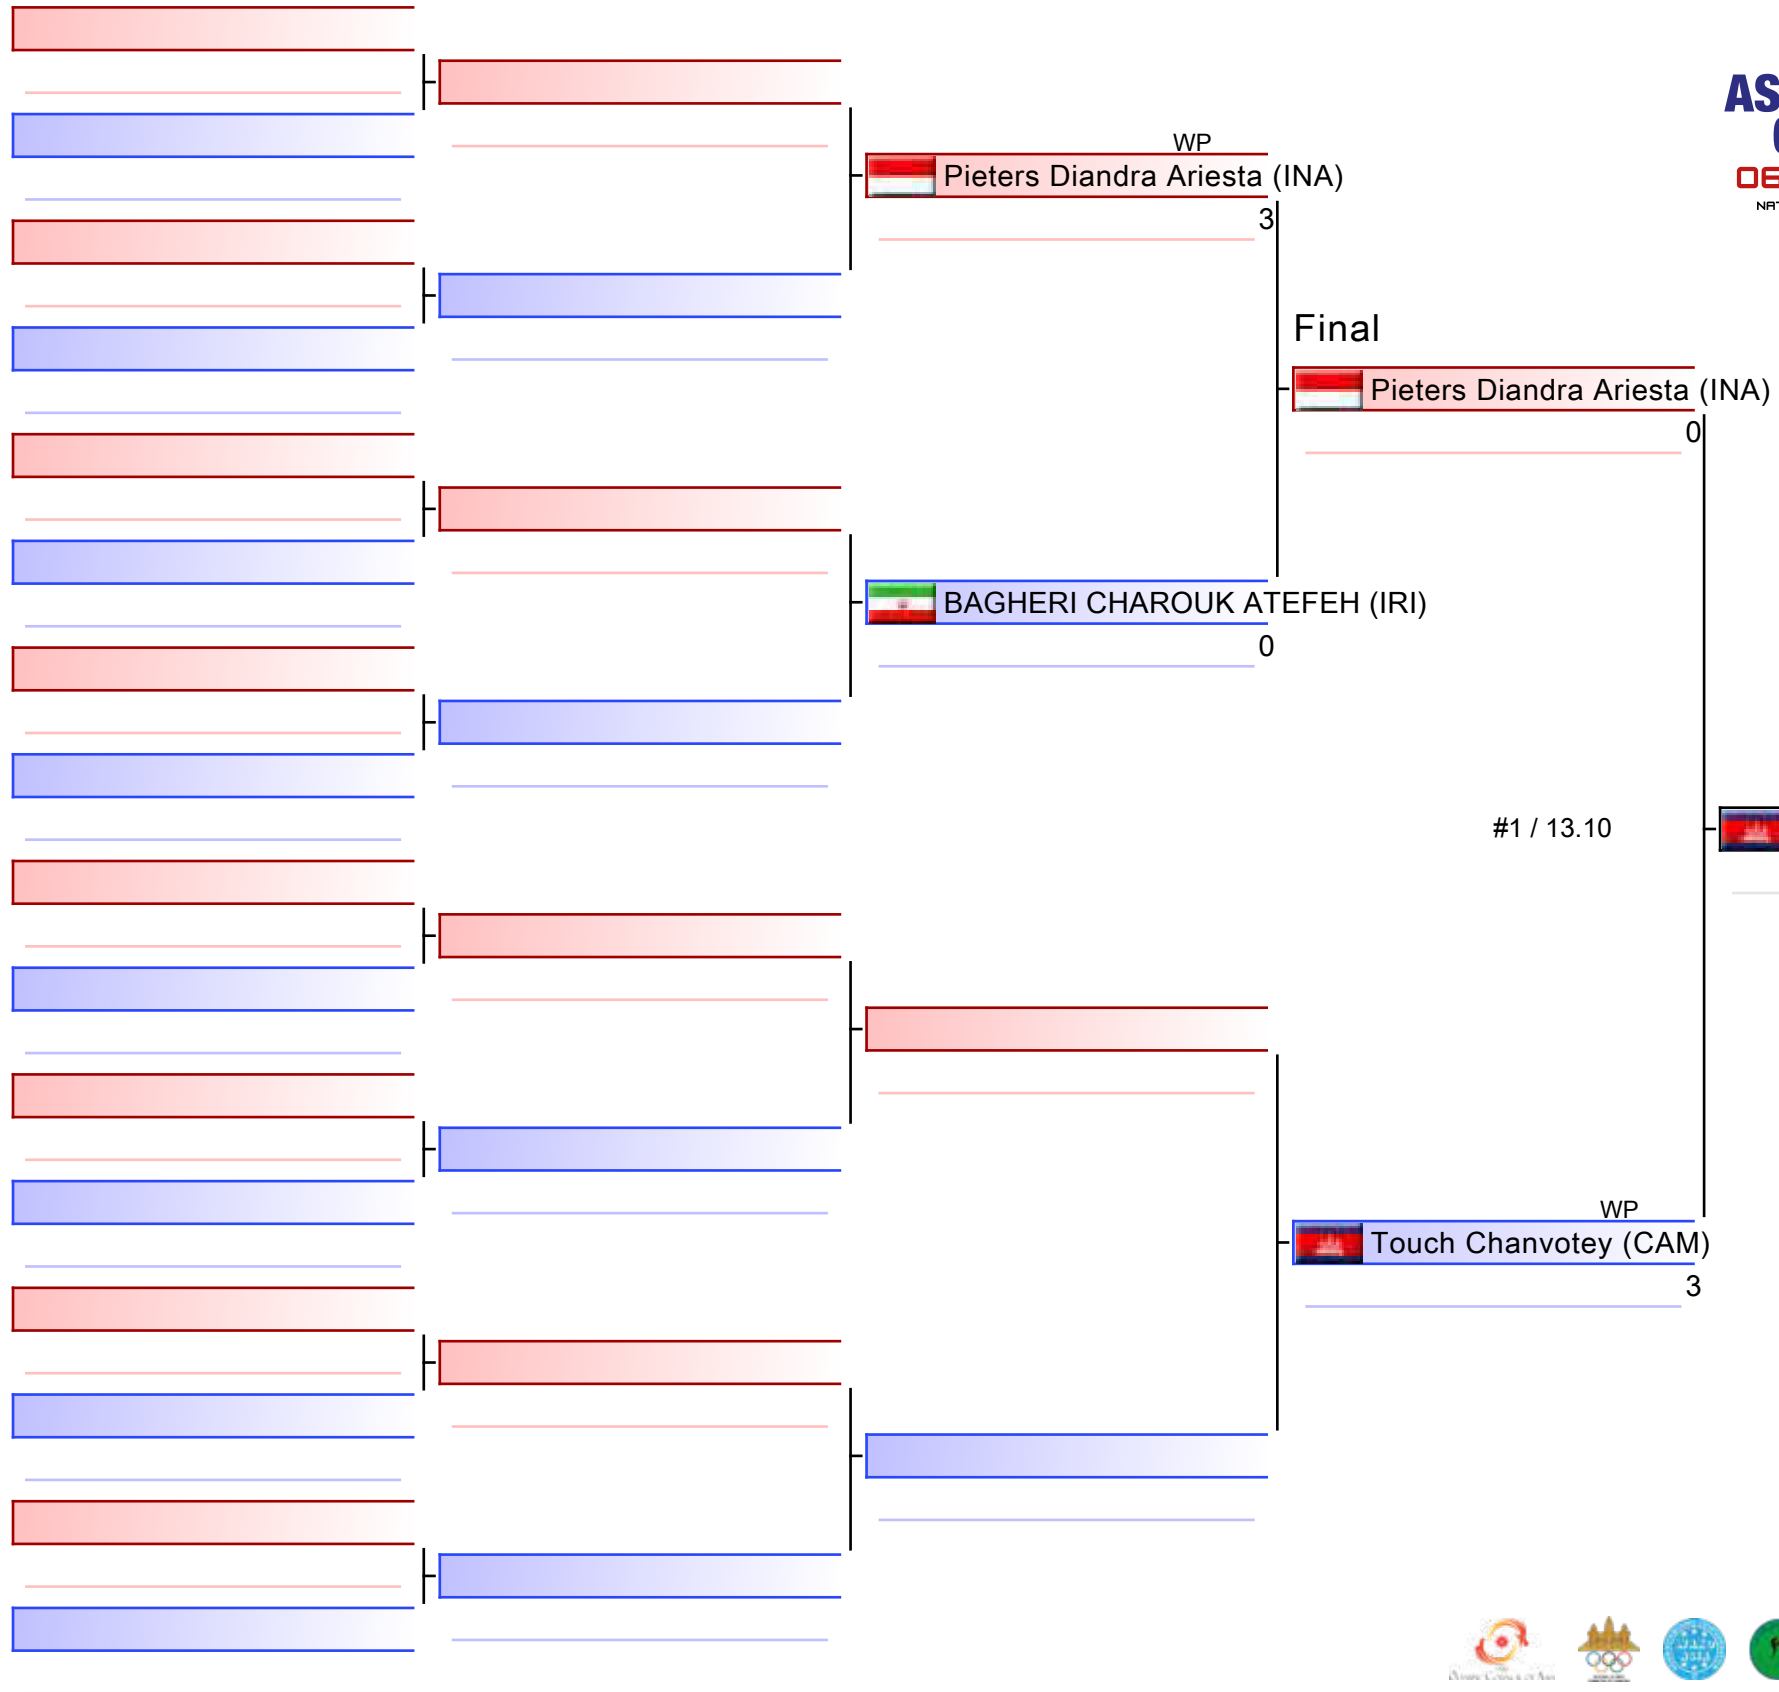 AS
WP
Pieters Diandra Ariesta (INA)
3
Final
Pieters Diandra Ariesta (INA)
0
BAGHERI CHAROUK ATEFEH (IRI)
0
#1 / 13.10
WP
Touch Chanvotey (CAM)
3